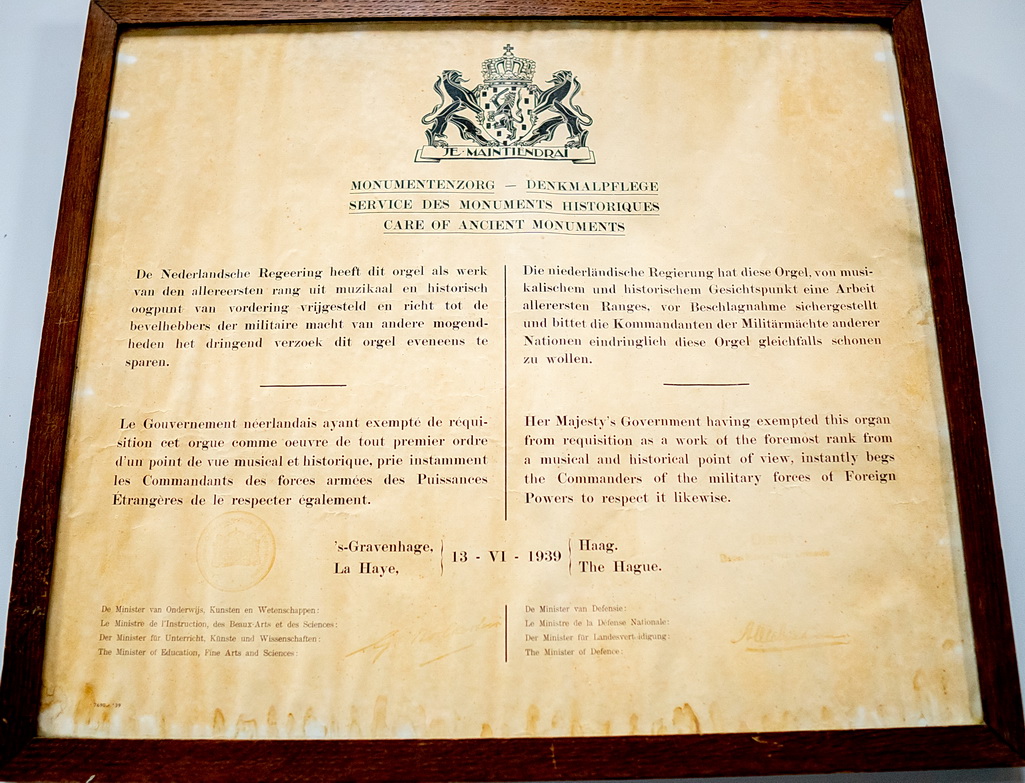 JE·MAINTIENDRAI
MONUMENTENZORG — DENKMALPFLEGE
SERVICE DES MONUMENTS HISTORIQUES
CARE OF ANCIENT MONUMENTS
De Nederlandsche Regeering heeft dit orgel als werk
van den allereersten rang uit muzikaal en historisch
oogpunt van vordering vrijgesteld en richt tot de
bevelhebbers der militaire macht van andere mogend-
heden het dringend verzoek dit orgel eveneens te
sparen.
Die niederländische Regierung hat diese Orgel, von musi-
kalischem und historischem Gesichtspunkt eine Arbeit
allerersten Ranges, vor Beschlagnahme sichergestellt
und bittet die Kommandanten der Militärmächte anderer
Nationen eindringlich diese Orgel gleichfalls schonen
zu wollen.
Le Gouvernement néerlandais ayant exempté de réqui-
sition cet orgue comme oeuvre de tout premier ordre
d'un point de vue musical et historique, prie instamment
les Commandants des forces armées des Puissances
Étrangères de le respecter également.
Her Majesty's Government having exempted this organ
from requisition as a work of the foremost rank from
a musical and historical point of view, instantly begs
the Commanders of the military forces of Foreign
Powers to respect it likewise.
's-Gravenhage, Haag.
13 - VI - 1939
La Haye, The Hague.
De Minister van Onderwijs, Kunsten en Wetenschappen:
Le Ministre de l'Instruction, des Beaux-Arts et des Sciences:
Der Minister für Unterricht, Künste und Wissenschaften:
The Minister of Education, Fine Arts and Sciences:
De Minister van Defensie:
Le Ministre de la Défense Nationale:
Der Minister für Landesverteidigung:
The Minister of Defence: